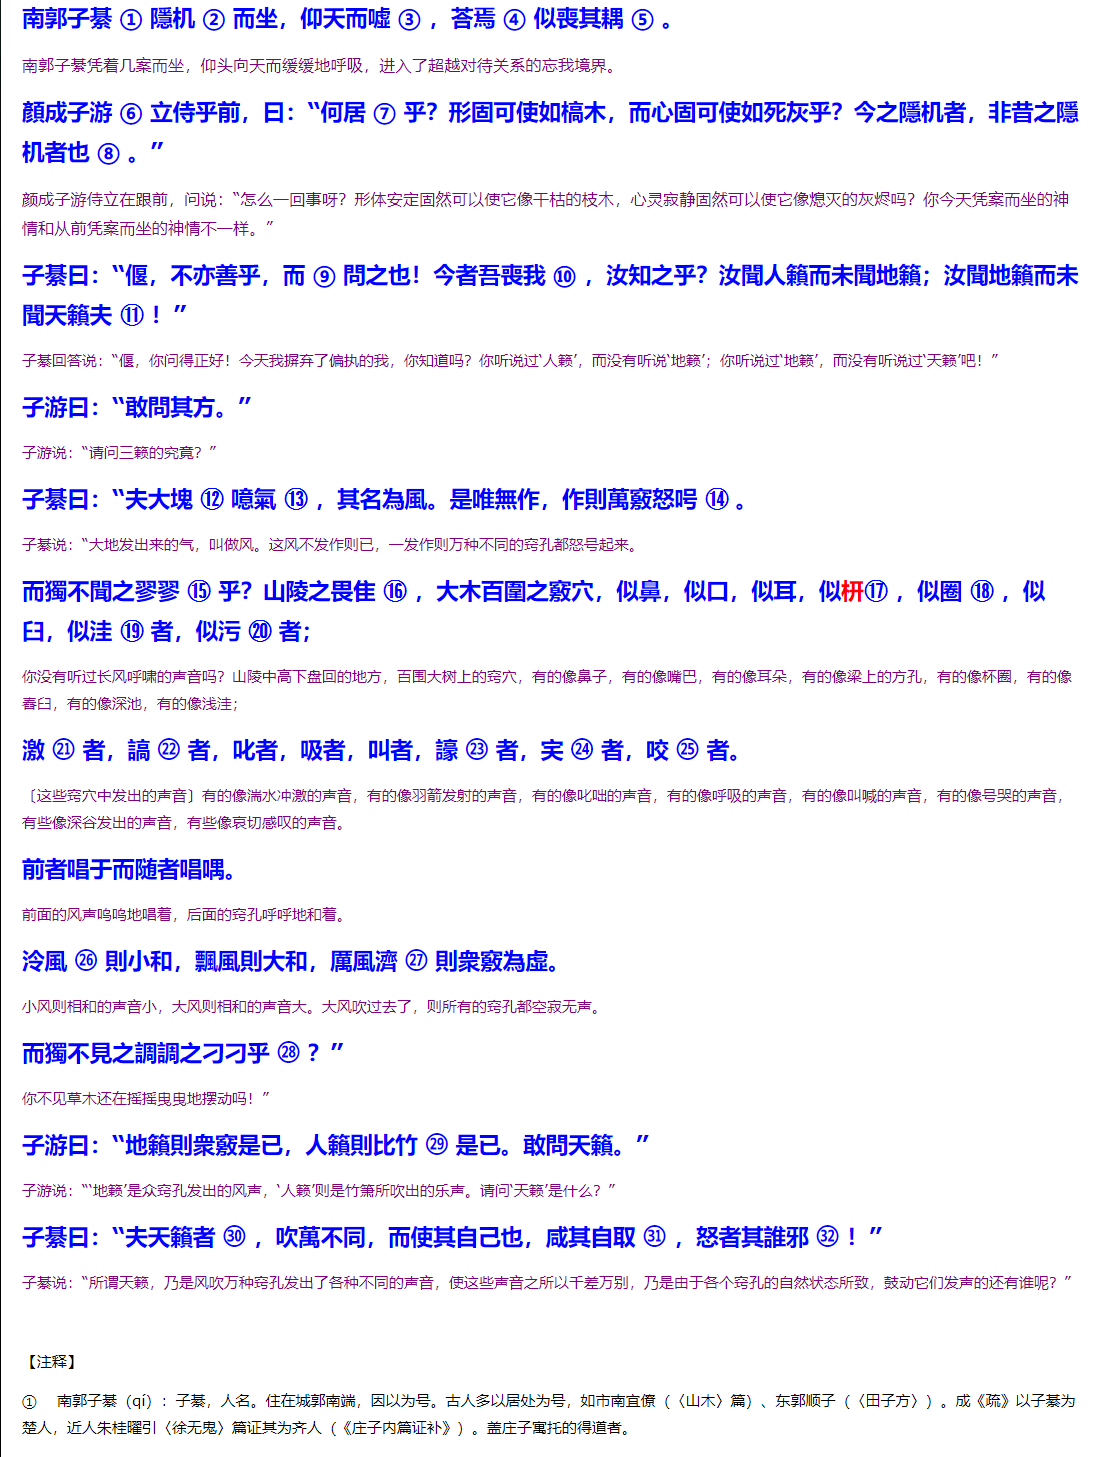 南郭子綦 ① 隱机 ② 而坐，仰天而噓 ③ ，荅焉 ④ 似喪其耦 ⑤ 。
南郭子綦凭着几案而坐，仰头向天而缓缓地呼吸，进入了超越对待关系的忘我境界。
顏成子游 ⑥ 立侍乎前，曰：“何居 ⑦ 乎？形固可使如槁木，而心固可使如死灰乎？今之隱机者，非昔之隱
机者也 ⑧ 。”
颜成子游侍立在跟前，问说：“怎么一回事呀？形体安定固然可以使它像干枯的枝木，心灵寂静固然可以使它像熄灭的灰烬吗？你今天凭案而坐的神
情和从前凭案而坐的神情不一样。”
子綦曰：“偃，不亦善乎，而 ⑨ 問之也！今者吾喪我 ⑩ ，汝知之乎？汝聞人籟而未聞地籟；汝聞地籟而未
聞天籟夫 ⑪ ！”
子綦回答说：“偃，你问得正好！今天我摒弃了偏执的我，你知道吗？你听说过‘人籁’，而没有听说‘地籁’；你听说过‘地籁’，而没有听说过‘天籁’吧！”
子游曰：“敢問其方。”
子游说：“请问三籁的究竟？”
子綦曰：“夫大塊 ⑫ 噫氣 ⑬ ，其名為風。是唯無作，作則萬竅怒呺 ⑭ 。
子綦说：“大地发出来的气，叫做风。这风不发作则已，一发作则万种不同的窍孔都怒号起来。
而獨不聞之翏翏 ⑮ 乎？山陵之畏隹 ⑯ ，大木百圍之竅穴，似鼻，似口，似耳，似枅⑰ ，似圈 ⑱ ，似
臼，似洼 ⑲ 者，似污 ⑳ 者；
你没有听过长风呼啸的声音吗？山陵中高下盘回的地方，百围大树上的窍穴，有的像鼻子，有的像嘴巴，有的像耳朵，有的像梁上的方孔，有的像杯圈，有的像
舂臼，有的像深池，有的像浅洼；
激 ㉑ 者，謞 ㉒ 者，叱者，吸者，叫者，譹 ㉓ 者，宎 ㉔ 者，咬 ㉕ 者。
〔这些窍穴中发出的声音〕有的像湍水冲激的声音，有的像羽箭发射的声音，有的像叱咄的声音，有的像呼吸的声音，有的像叫喊的声音，有的像号哭的声音，
有些像深谷发出的声音，有些像哀切感叹的声音。
前者唱于而随者唱喁。
前面的风声呜呜地唱着，后面的窍孔呼呼地和着。
泠風 ㉖ 則小和，飄風則大和，厲風濟 ㉗ 則衆竅為虛。
小风则相和的声音小，大风则相和的声音大。大风吹过去了，则所有的窍孔都空寂无声。
而獨不見之調調之刁刁乎 ㉘ ？”
你不见草木还在摇摇曳曳地摆动吗！”
子游曰：“地籟則衆竅是已，人籟則比竹 ㉙ 是已。敢問天籟。”
子游说：“‘地籁’是众窍孔发出的风声，‘人籁’则是竹箫所吹出的乐声。请问‘天籁’是什么？”
子綦曰：“夫天籟者 ㉚ ，吹萬不同，而使其自己也，咸其自取 ㉛ ，怒者其誰邪 ㉜ ！”
子綦说：“所谓天籁，乃是风吹万种窍孔发出了各种不同的声音，使这些声音之所以千差万别，乃是由于各个窍孔的自然状态所致，鼓动它们发声的还有谁呢？”
【注释】
① 南郭子綦（qí）：子綦，人名。住在城郭南端，因以为号。古人多以居处为号，如市南宜僚（〈山木〉篇）、东郭顺子（〈田子方〉）。成《疏》以子綦为
楚人，近人朱桂曜引〈徐无鬼〉篇证其为齐人（《庄子内篇证补》）。盖庄子寓托的得道者。